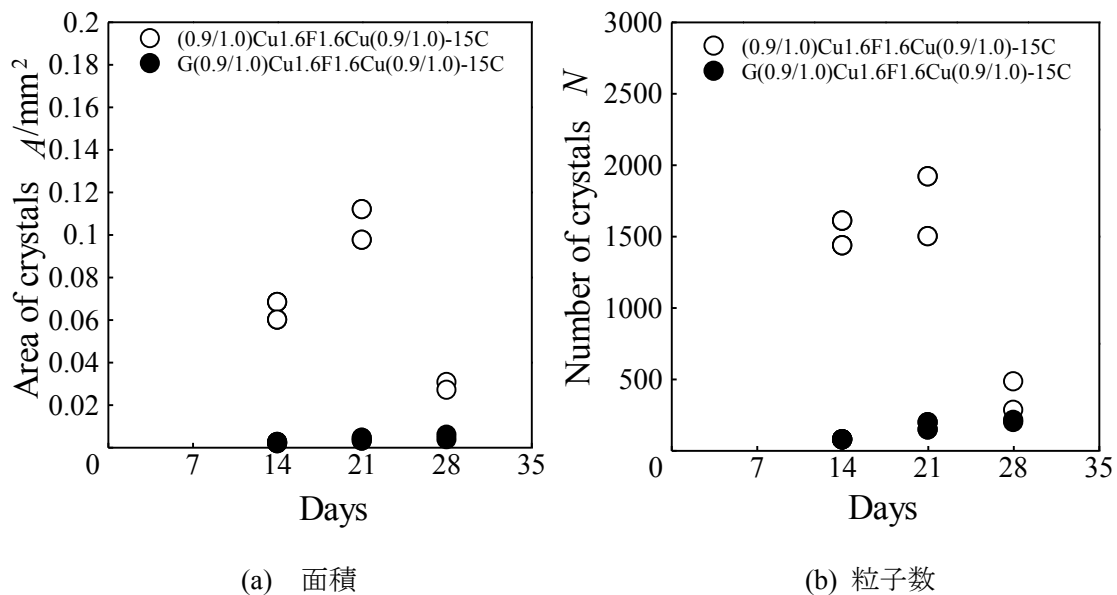 0.2
0.18
0.16
0.14
0.12
0.1
0.08
0.06
0.04
0.02
0
Area of crystals A/mm²
(0.9/1.0)Cu1.6F1.6Cu(0.9/1.0)-15C
G(0.9/1.0)Cu1.6F1.6Cu(0.9/1.0)-15C
7 14 21 28 35
Days
(a) 面積
3000
2500
2000
1500
1000
500
0
Number of crystals N
(0.9/1.0)Cu1.6F1.6Cu(0.9/1.0)-15C
G(0.9/1.0)Cu1.6F1.6Cu(0.9/1.0)-15C
7 14 21 28 35
Days
(b) 粒子数